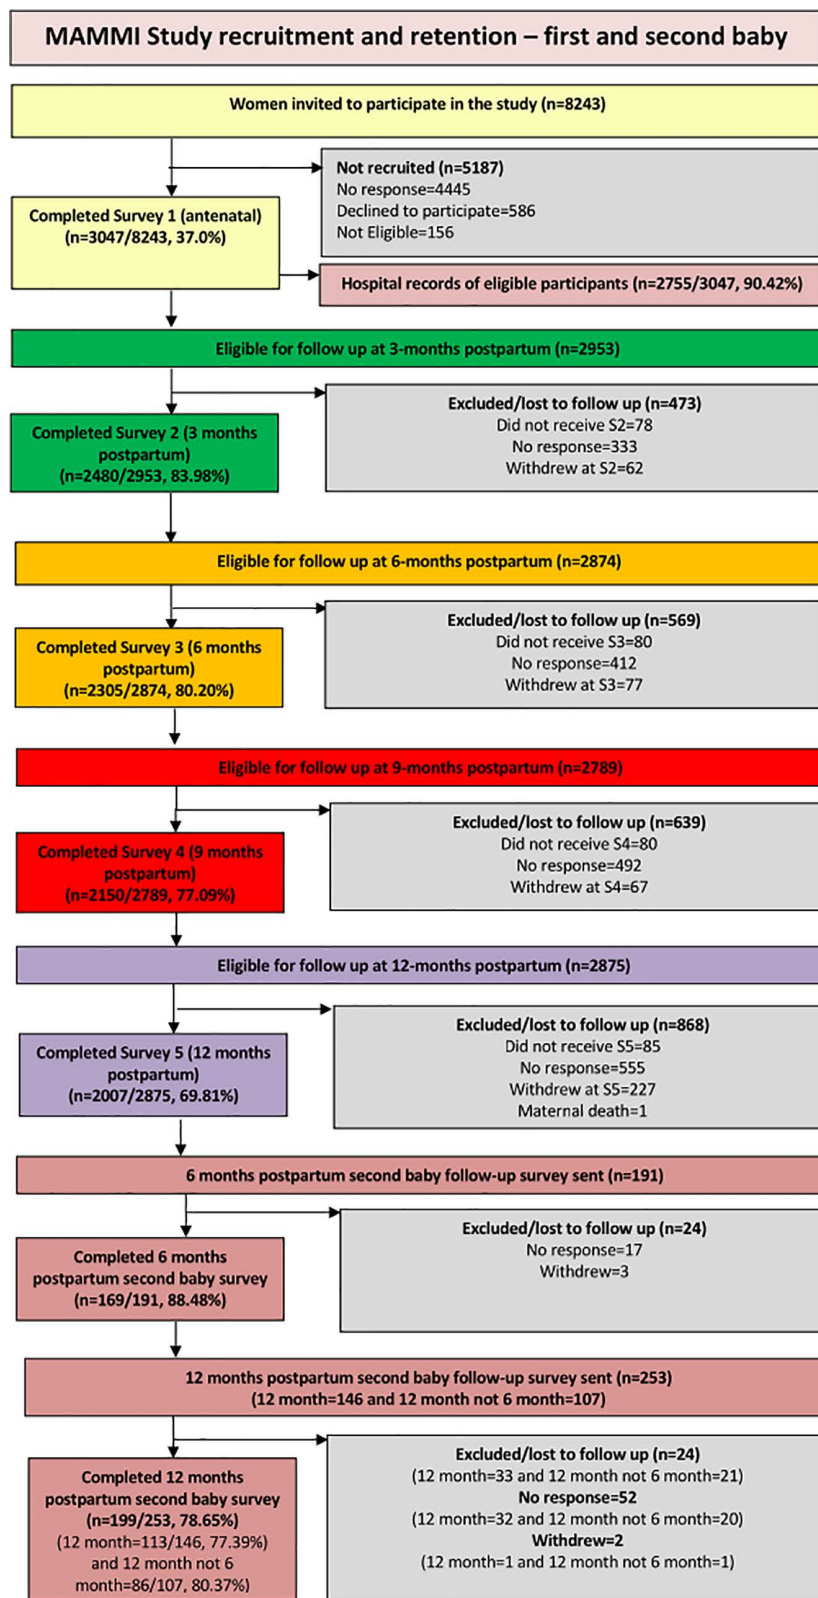 MAMMI Study recruitment and retention – first and second baby
Women invited to participate in the study (n=8243)
Not recruited (n=5187)
No response=4445
Declined to participate=586
Not Eligible=156
Completed Survey 1 (antenatal)
(n=3047/8243, 37.0%)
Hospital records of eligible participants (n=2755/3047, 90.42%)
Eligible for follow up at 3-months postpartum (n=2953)
Excluded/lost to follow up (n=473)
Did not receive S2=78
No response=333
Withdrew at S2=62
Completed Survey 2 (3 months
postpartum)
(n=2480/2953, 83.98%)
Eligible for follow up at 6-months postpartum (n=2874)
Excluded/lost to follow up (n=569)
Did not receive S3=80
No response=412
Withdrew at S3=77
Completed Survey 3 (6 months
postpartum)
(n=2305/2874, 80.20%)
Eligible for follow up at 9-months postpartum (n=2789)
Excluded/lost to follow up (n=639)
Did not receive S4=80
No response=492
Withdrew at S4=67
Completed Survey 4 (9 months
postpartum)
(n=2150/2789, 77.09%)
Eligible for follow up at 12-months postpartum (n=2875)
Excluded/lost to follow up (n=868)
Did not receive S5=85
No response=555
Withdrew at S5=227
Maternal death=1
Completed Survey 5 (12 months
postpartum)
(n=2007/2875, 69.81%)
6 months postpartum second baby follow-up survey sent (n=191)
Excluded/lost to follow up (n=24)
No response=17
Withdrew=3
Completed 6 months
postpartum second baby survey
(n=169/191, 88.48%)
12 months postpartum second baby follow-up survey sent (n=253)
(12 month=146 and 12 month not 6 month=107)
Excluded/lost to follow up (n=24)
(12 month=33 and 12 month not 6 month=21)
No response=52
(12 month=32 and 12 month not 6 month=20)
Withdrew=2
(12 month=1 and 12 month not 6 month=1)
Completed 12 months
postpartum second baby survey
(n=199/253, 78.65%)
(12 month=113/146, 77.39%)
and 12 month not 6
month=86/107, 80.37%)